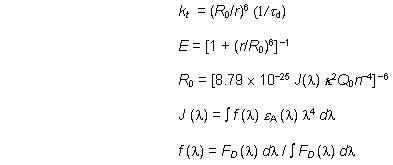 kₜ = (R₀/r)⁶ (1/τd)
E = [1 + (r/R₀)⁶]⁻¹
R₀ = [8.79 x 10⁻²⁵ J(λ) κ²Q₀n⁻⁴]⁻⁶
J (λ) = ∫ f (λ) εA (λ) λ⁴ dλ
f (λ) = FD (λ) dλ / ∫ FD (λ) dλ